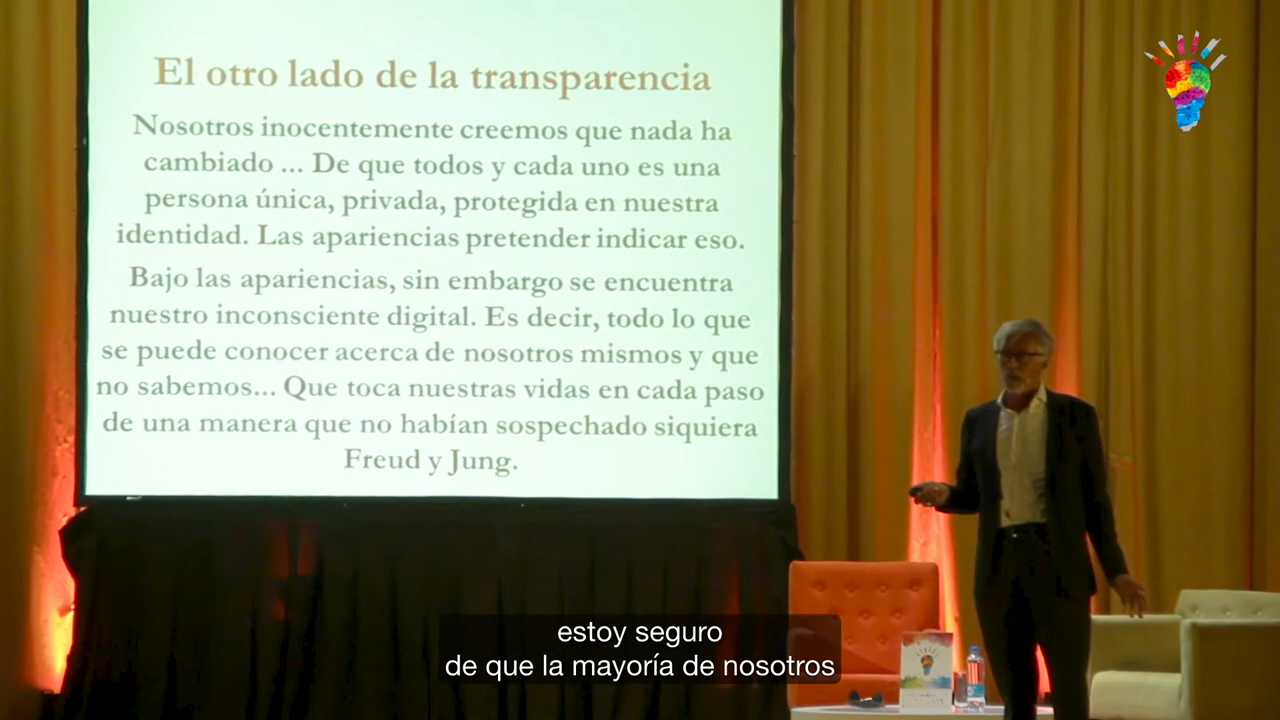 El otro lado de la transparencia
Nosotros inocentemente creemos que nada ha
cambiado ... De que todos y cada uno es una
persona única, privada, protegida en nuestra
identidad. Las apariencias pretender indicar eso.
Bajo las apariencias, sin embargo se encuentra
nuestro inconsciente digital. Es decir, todo lo que
se puede conocer acerca de nosotros mismos y que
no sabemos... Que toca nuestras vidas en cada paso
de una manera que no habían sospechado siquiera
Freud y Jung.
estoy seguro
de que la mayoría de nosotros